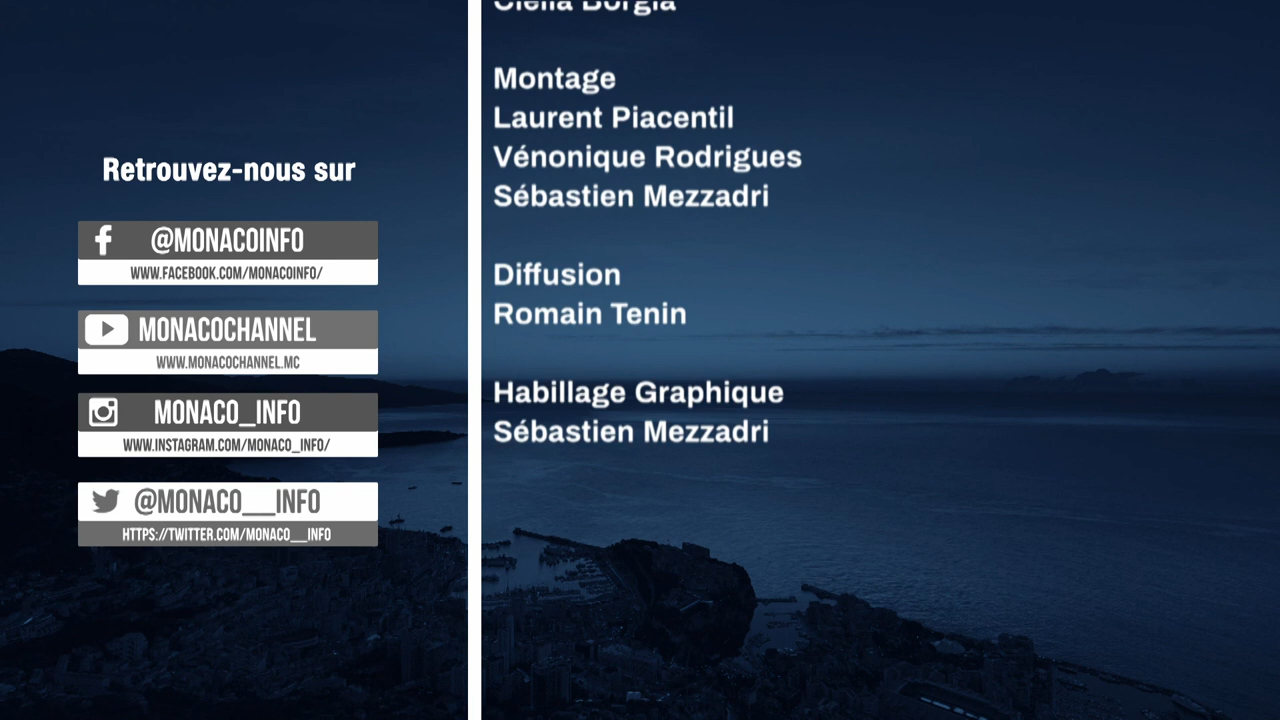 Retrouvez-nous sur
@MONACOINFO
WWW.FACEBOOK.COM/MONACOINFO/
MONACOCHANNEL
WWW.MONACOCHANNEL.MC
MONACO_INFO
WWW.INSTAGRAM.COM/MONACO_INFO/
@MONACO__INFO
HTTPS://TWITTER.COM/MONACO__INFO
Borgia
Montage
Laurent Piacentil
Vénonique Rodrigues
Sébastien Mezzadri
Diffusion
Romain Tenin
Habillage Graphique
Sébastien Mezzadri